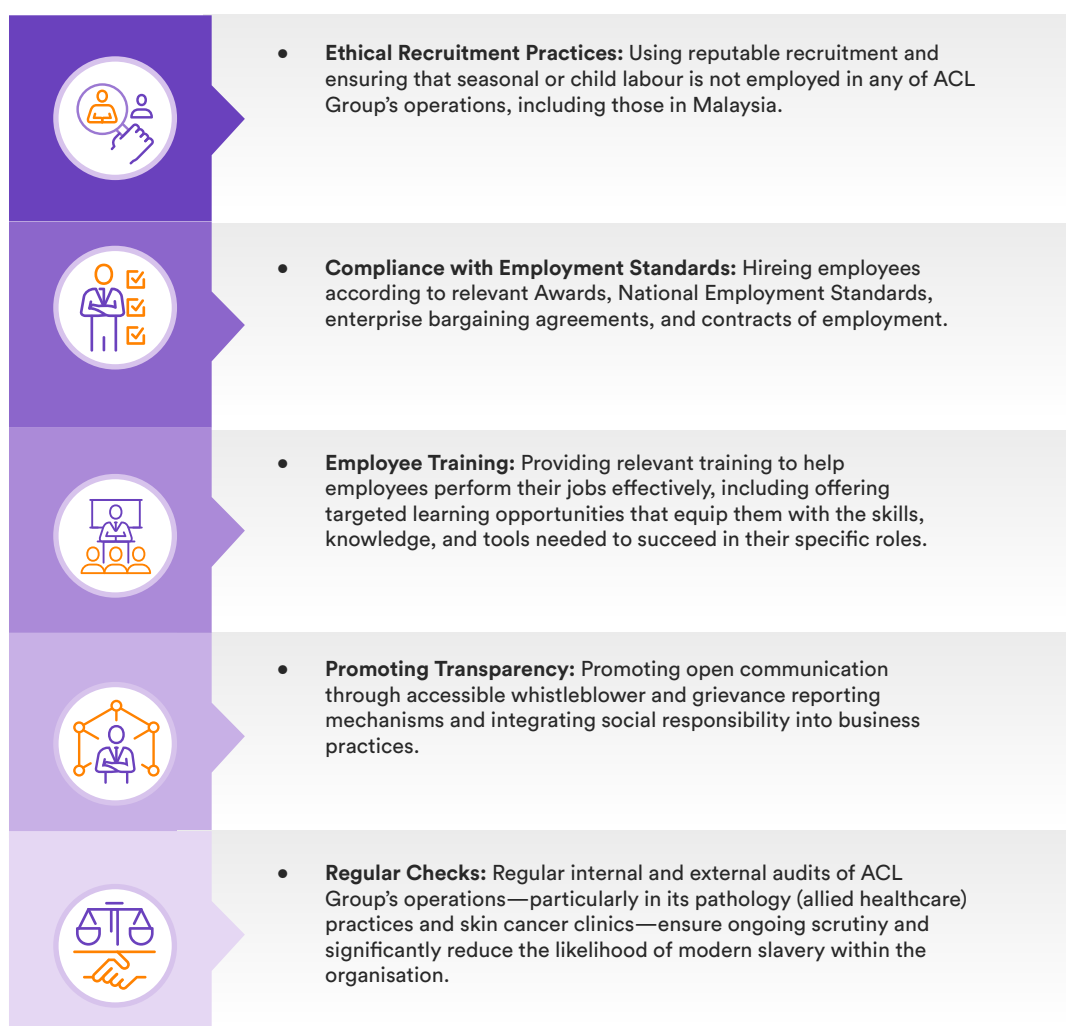 ● Ethical Recruitment Practices: Using reputable recruitment and
ensuring that seasonal or child labour is not employed in any of ACL
Group’s operations, including those in Malaysia.
● Compliance with Employment Standards: Hireing employees
according to relevant Awards, National Employment Standards,
enterprise bargaining agreements, and contracts of employment.
● Employee Training: Providing relevant training to help
employees perform their jobs effectively, including offering
targeted learning opportunities that equip them with the skills,
knowledge, and tools needed to succeed in their specific roles.
● Promoting Transparency: Promoting open communication
through accessible whistleblower and grievance reporting
mechanisms and integrating social responsibility into business
practices.
● Regular Checks: Regular internal and external audits of ACL
Group’s operations—particularly in its pathology (allied healthcare)
practices and skin cancer clinics—ensure ongoing scrutiny and
significantly reduce the likelihood of modern slavery within the
organisation.